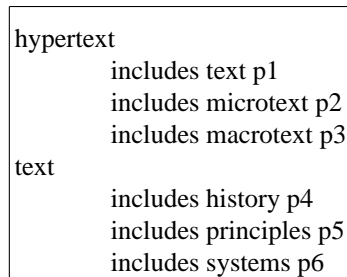 hypertext
includes text p1
includes microtext p2
includes macrotext p3
text
includes history p4
includes principles p5
includes systems p6